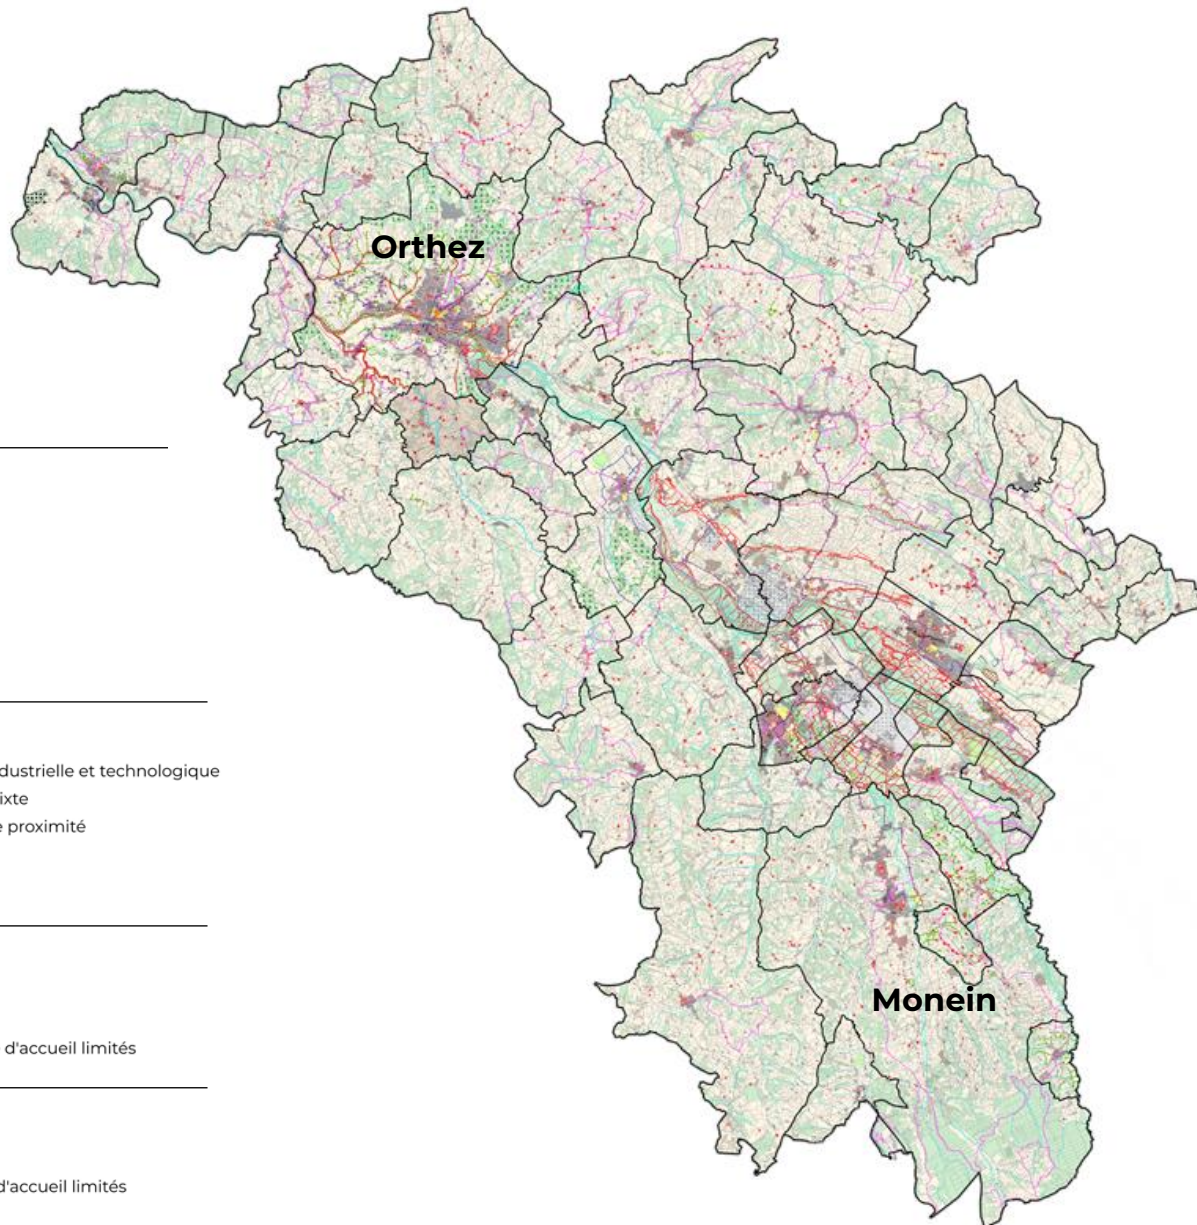 Orthez
dustrielle et technologique
ixte
e proximité
d'accueil limités
Monein
d'accueil limités